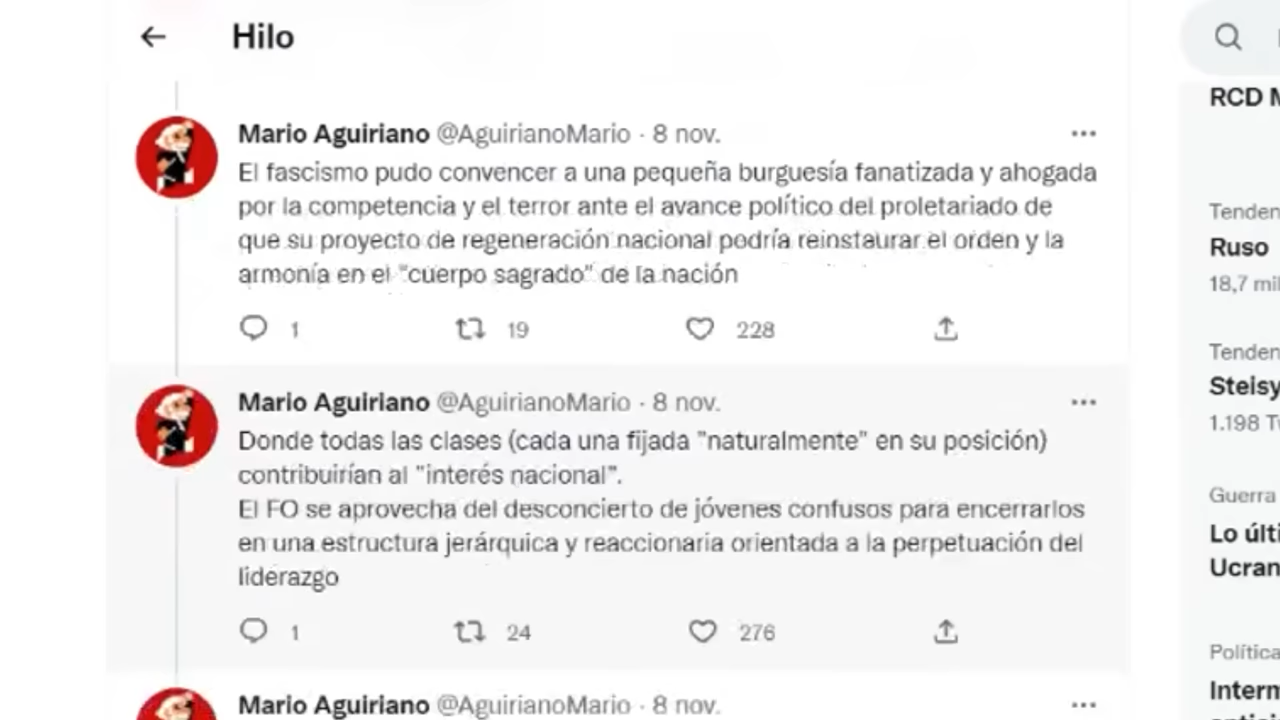 Hilo
Mario Aguiriano @AguirianoMario · 8 nov.
El fascismo pudo convencer a una pequeña burguesía fanatizada y ahogada
por la competencia y el terror ante el avance político del proletariado de
que su proyecto de regeneración nacional podría reinstaurar el orden y la
armonía en el "cuerpo sagrado" de la nación
1 19 228
Mario Aguiriano @AguirianoMario · 8 nov.
Donde todas las clases (cada una fijada "naturalmente" en su posición)
contribuirían al "interés nacional".
El FO se aprovecha del desconcierto de jóvenes confusos para encerrarlos
en una estructura jerárquica y reaccionaria orientada a la perpetuación del
liderazgo
1 24 276
Mario Aguiriano @AguirianoMario · 8 nov.
RCD M
Tenden
Ruso
18,7 mil
Tenden
Steisy
1.198 Tw
Guerra
Lo últi
Ucran
Política
Interm